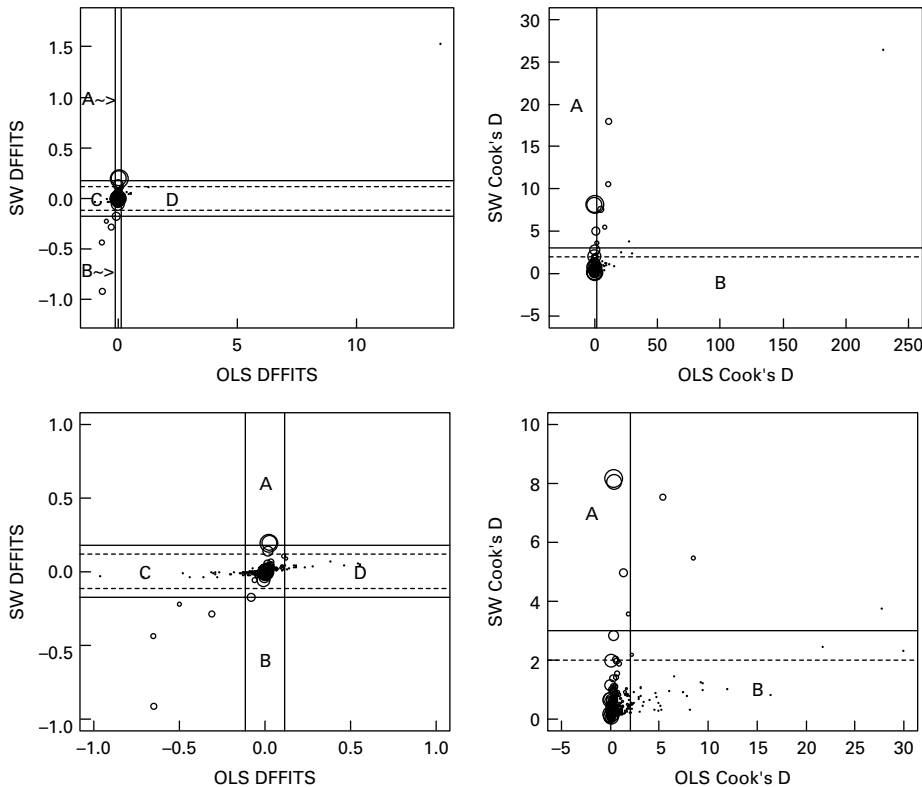 SW DFFITS
1.5
1.0
0.5
0.0
–0.5
–1.0
A~>
C
D
B~>
0
5
10
OLS DFFITS
SW Cook's D
30
25
20
15
10
5
0
–5
A
B
0
50
100
150
200
250
OLS Cook's D
SW DFFITS
1.0
0.5
0.0
–0.5
–1.0
A
C
D
B
–1.0
–0.5
0.0
0.5
1.0
OLS DFFITS
SW Cook's D
10
8
6
4
2
0
A
B
–5
0
5
10
15
20
25
30
OLS Cook's D